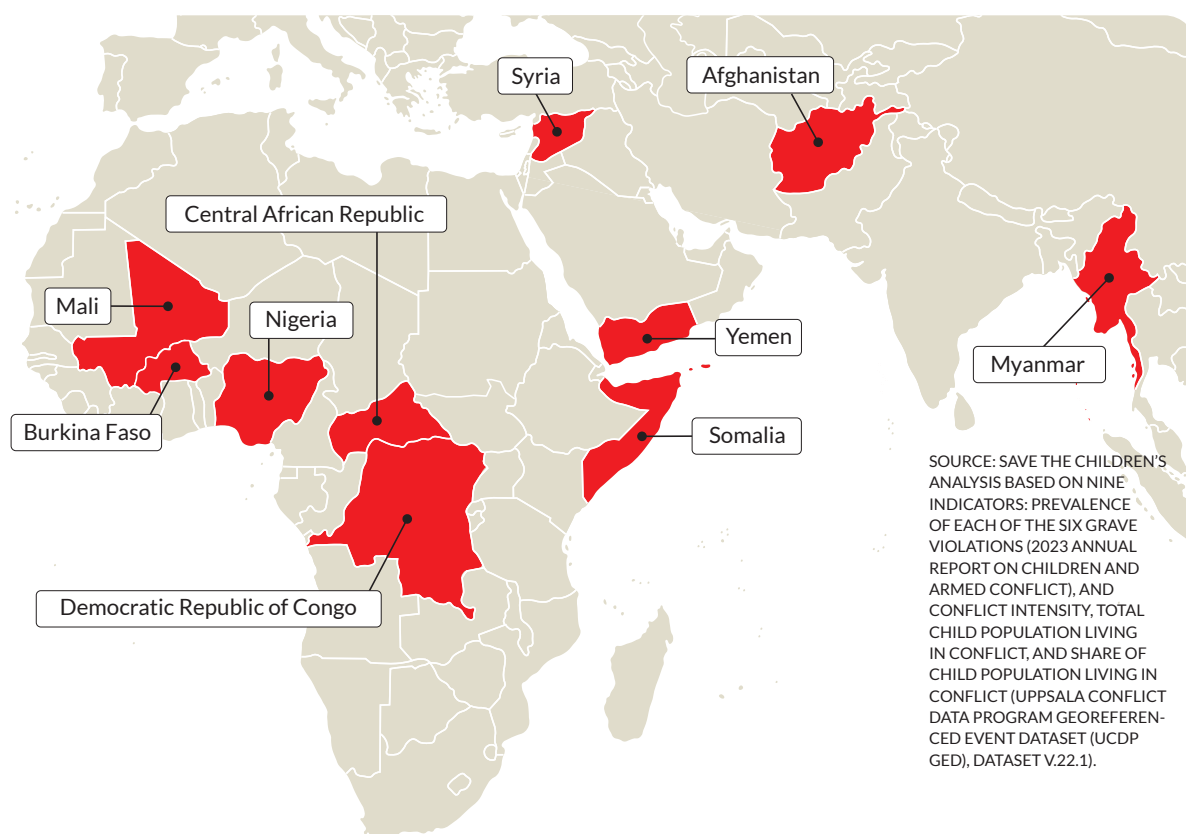 Syria
Afghanistan
Central African Republic
Mali
Nigeria
Yemen
Myanmar
Burkina Faso
Somalia
Democratic Republic of Congo
SOURCE: SAVE THE CHILDREN'S
ANALYSIS BASED ON NINE
INDICATORS: PREVALENCE
OF EACH OF THE SIX GRAVE
VIOLATIONS (2023 ANNUAL
REPORT ON CHILDREN AND
ARMED CONFLICT), AND
CONFLICT INTENSITY, TOTAL
CHILD POPULATION LIVING
IN CONFLICT, AND SHARE OF
CHILD POPULATION LIVING IN
CONFLICT (UPPSALA CONFLICT
DATA PROGRAM GEOREFEREN-
CED EVENT DATASET (UCDP
GED), DATASET V.22.1).